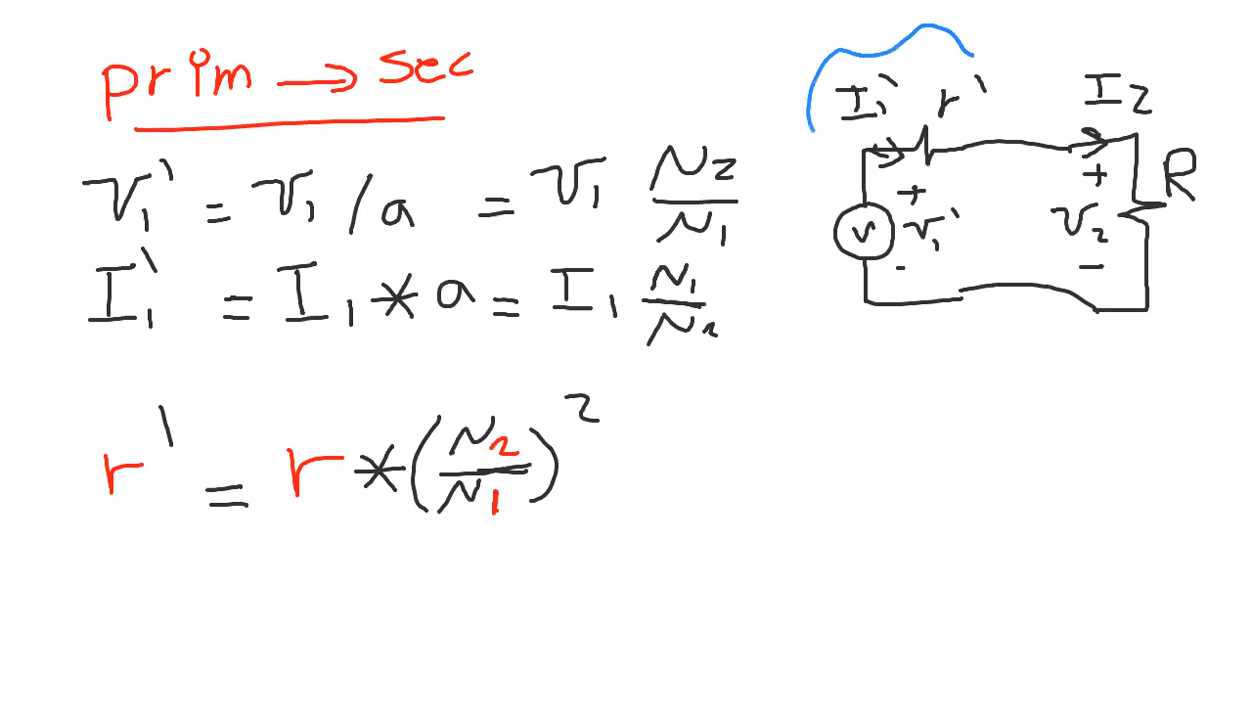 prim → sec
V₁' = V₁ / a = V₁ N2/N1
I₁' = I₁ * a = I₁ N₁/N₂
r' = r * (N2/N1)²
I₁' r' I2
+ + R
V V₁' V₂
- -